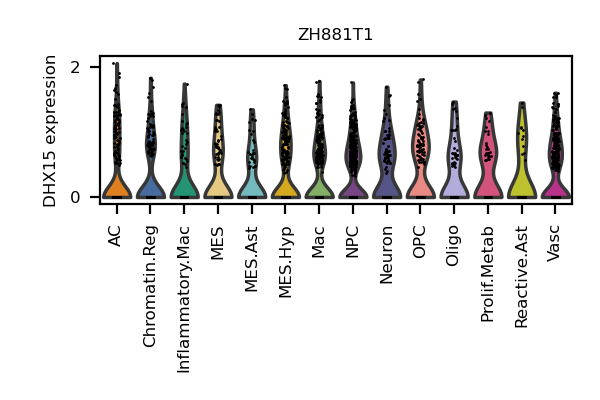 ZH881T1
DHX15 expression
2
0
AC
Chromatin.Reg
Inflammatory.Mac
MES
MES.Ast
MES.Hyp
Mac
NPC
Neuron
OPC
Oligo
Prolif.Metab
Reactive.Ast
Vasc